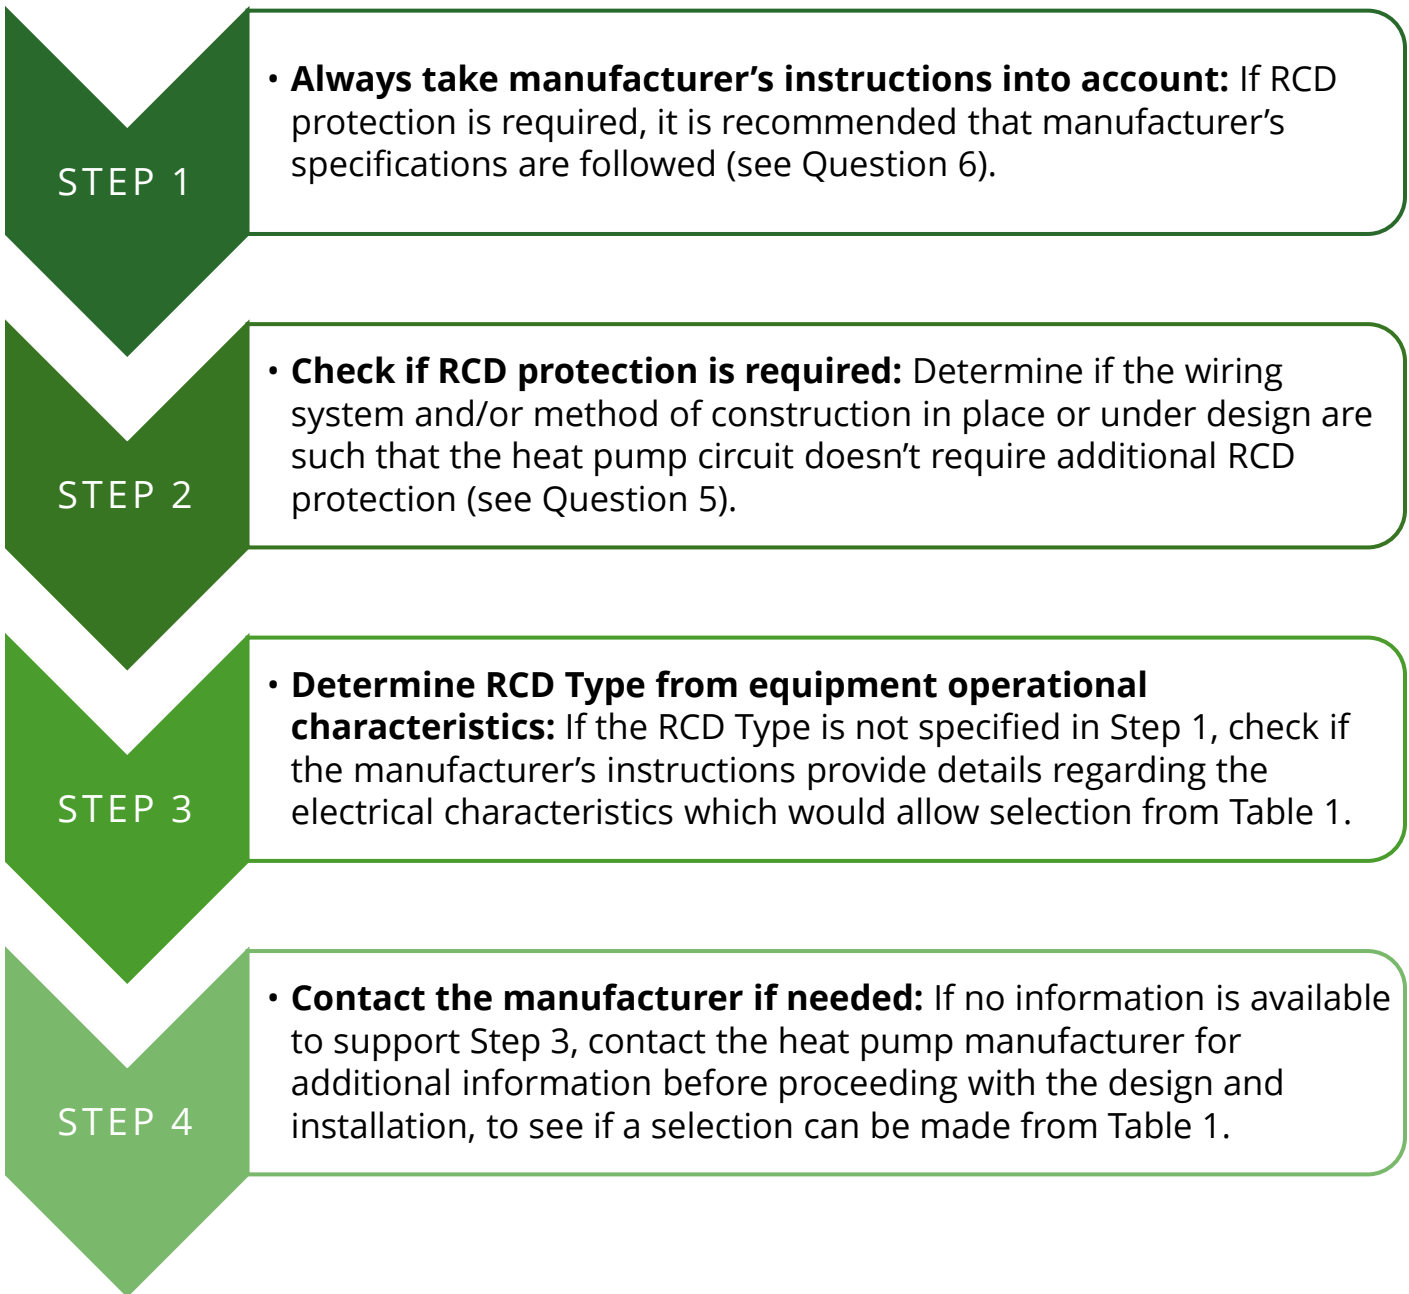 STEP 1
• Always take manufacturer’s instructions into account: If RCD
protection is required, it is recommended that manufacturer’s
specifications are followed (see Question 6).
STEP 2
• Check if RCD protection is required: Determine if the wiring
system and/or method of construction in place or under design are
such that the heat pump circuit doesn’t require additional RCD
protection (see Question 5).
STEP 3
• Determine RCD Type from equipment operational
characteristics: If the RCD Type is not specified in Step 1, check if
the manufacturer’s instructions provide details regarding the
electrical characteristics which would allow selection from Table 1.
STEP 4
• Contact the manufacturer if needed: If no information is available
to support Step 3, contact the heat pump manufacturer for
additional information before proceeding with the design and
installation, to see if a selection can be made from Table 1.